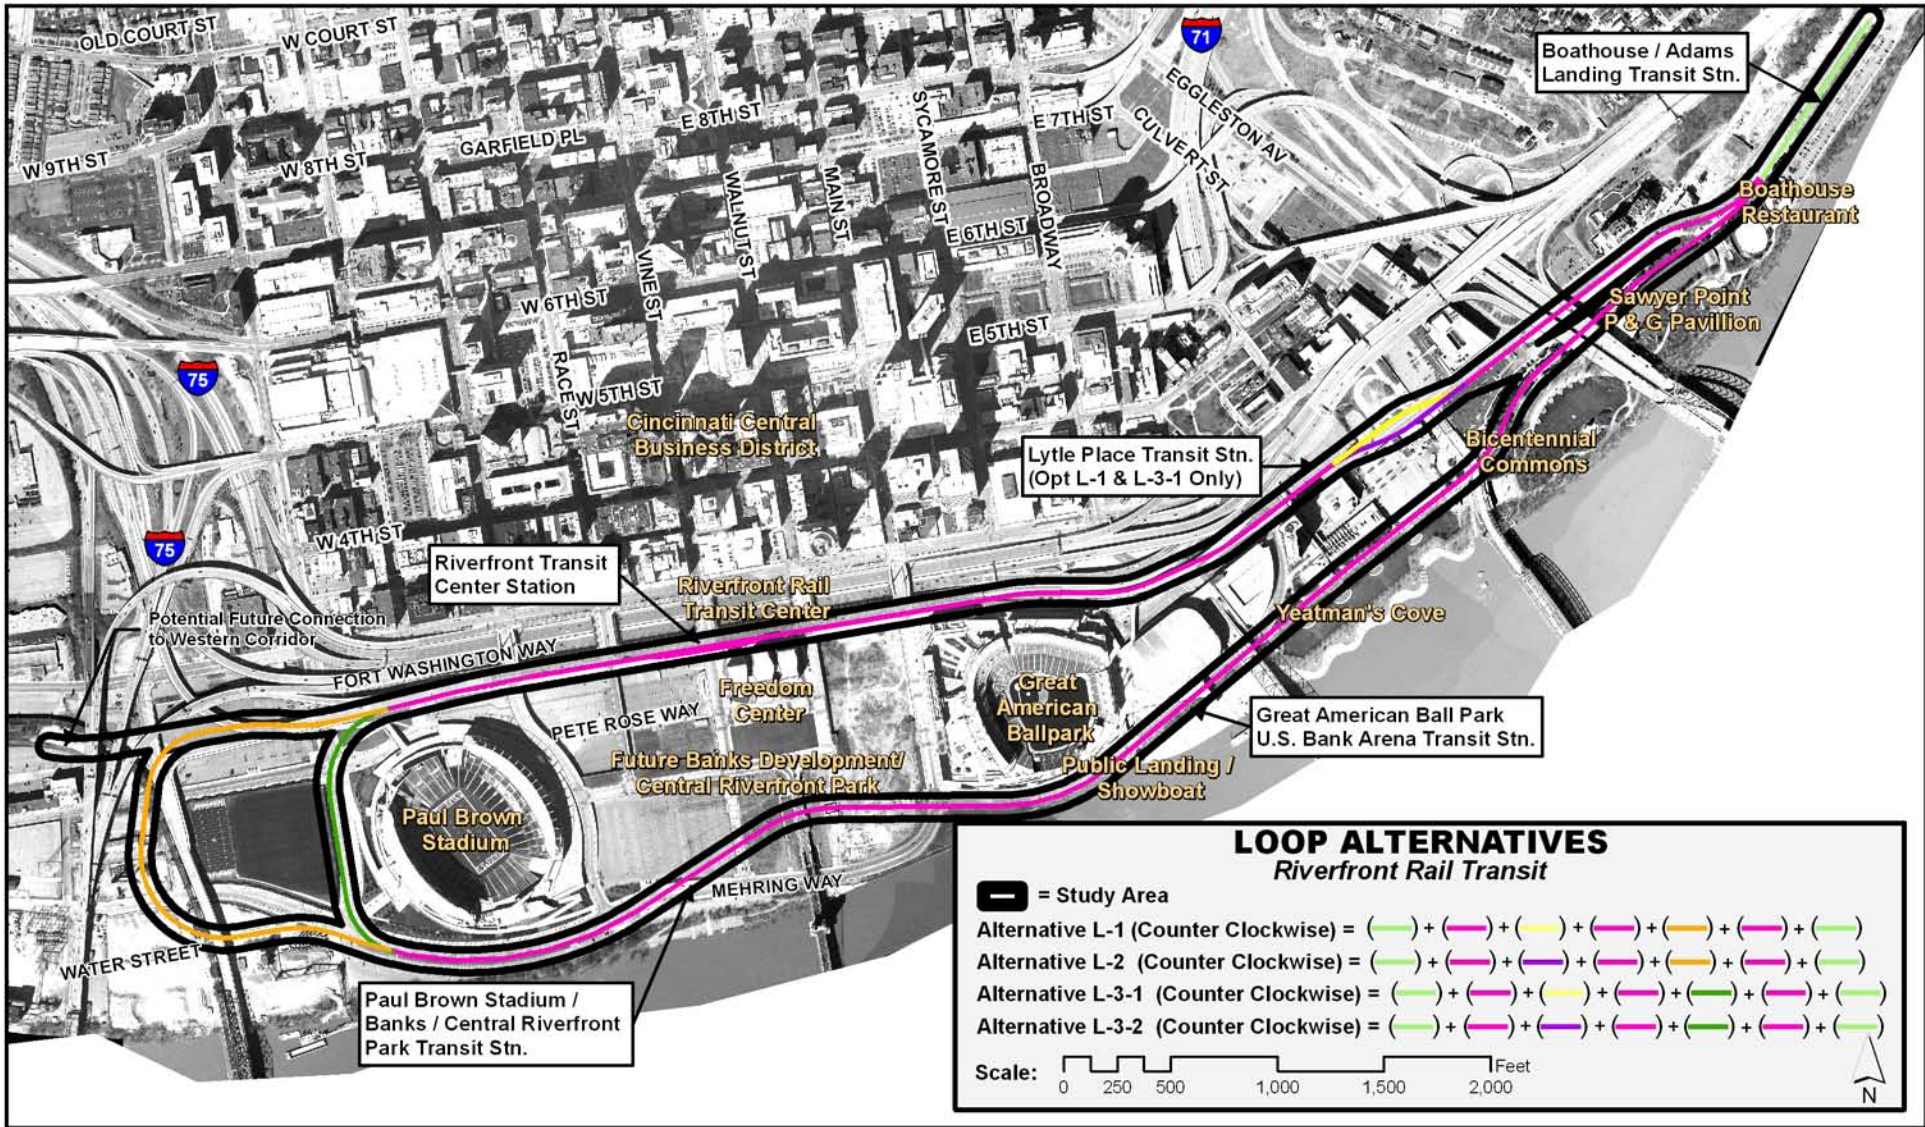 OLD COURT ST
W COURT ST
71
Boathouse / Adams
Landing Transit Stn.
EGGLESTON AV
SYCAMORE ST
E 8TH ST
E 7TH ST
CULVERT ST
GARFIELD PL
W 9TH ST
W 8TH ST
WALNUT ST
MAIN ST
BROADWAY
Boathouse
Restaurant
E 6TH ST
VINE ST
W 6TH ST
Sawyer Point
P & G Pavillion
E 5TH ST
RACE ST
75
W 5TH ST
Cincinnati Central
Business District
Lytle Place Transit Stn.
(Opt L-1 & L-3-1 Only)
Bicentennial
Commons
W 4TH ST
75
Riverfront Transit
Center Station
Riverfront Rail
Transit Center
Yeatman's Cove
Potential Future Connection
to Western Corridor
FORT WASHINGTON WAY
Freedom
Center
Great
American
Ballpark
PETE ROSE WAY
Great American Ball Park
U.S. Bank Arena Transit Stn.
Future Banks Development/
Central Riverfront Park
Public Landing /
Showboat
Paul Brown
Stadium
MEHRING WAY
WATER STREET
Paul Brown Stadium /
Banks / Central Riverfront
Park Transit Stn.
LOOP ALTERNATIVES
Riverfront Rail Transit
= Study Area
Alternative L-1 (Counter Clockwise) = ( ) + ( ) + ( ) + ( ) + ( ) + ( ) + ( )
Alternative L-2 (Counter Clockwise) = ( ) + ( ) + ( ) + ( ) + ( ) + ( ) + ( )
Alternative L-3-1 (Counter Clockwise) = ( ) + ( ) + ( ) + ( ) + ( ) + ( ) + ( )
Alternative L-3-2 (Counter Clockwise) = ( ) + ( ) + ( ) + ( ) + ( ) + ( ) + ( )
Scale: 0 250 500 1,000 1,500 2,000 Feet
N